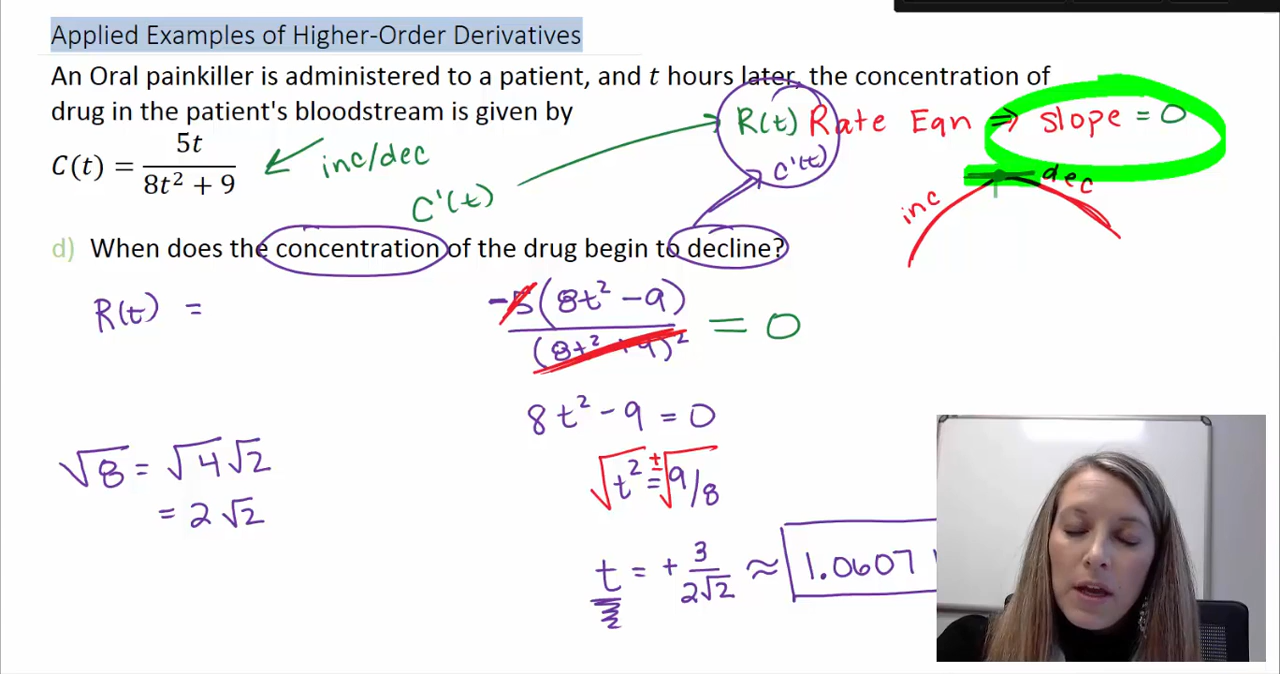 Applied Examples of Higher-Order Derivatives
An Oral painkiller is administered to a patient, and t hours later, the concentration of
drug in the patient's bloodstream is given by
C(t) = 5t / (8t² + 9)
inc/dec
C'(t)
R(t) Rate Eqn ⇒ slope = 0
C'(t)
inc
dec
d) When does the concentration of the drug begin to decline?
R(t) = -5(8t² - 9) / (8t² + 9)² = 0
8t² - 9 = 0
√8 = √4 √2
= 2√2
√t² = ±√9/8
t = + 3 / 2√2 ≈ 1.0607